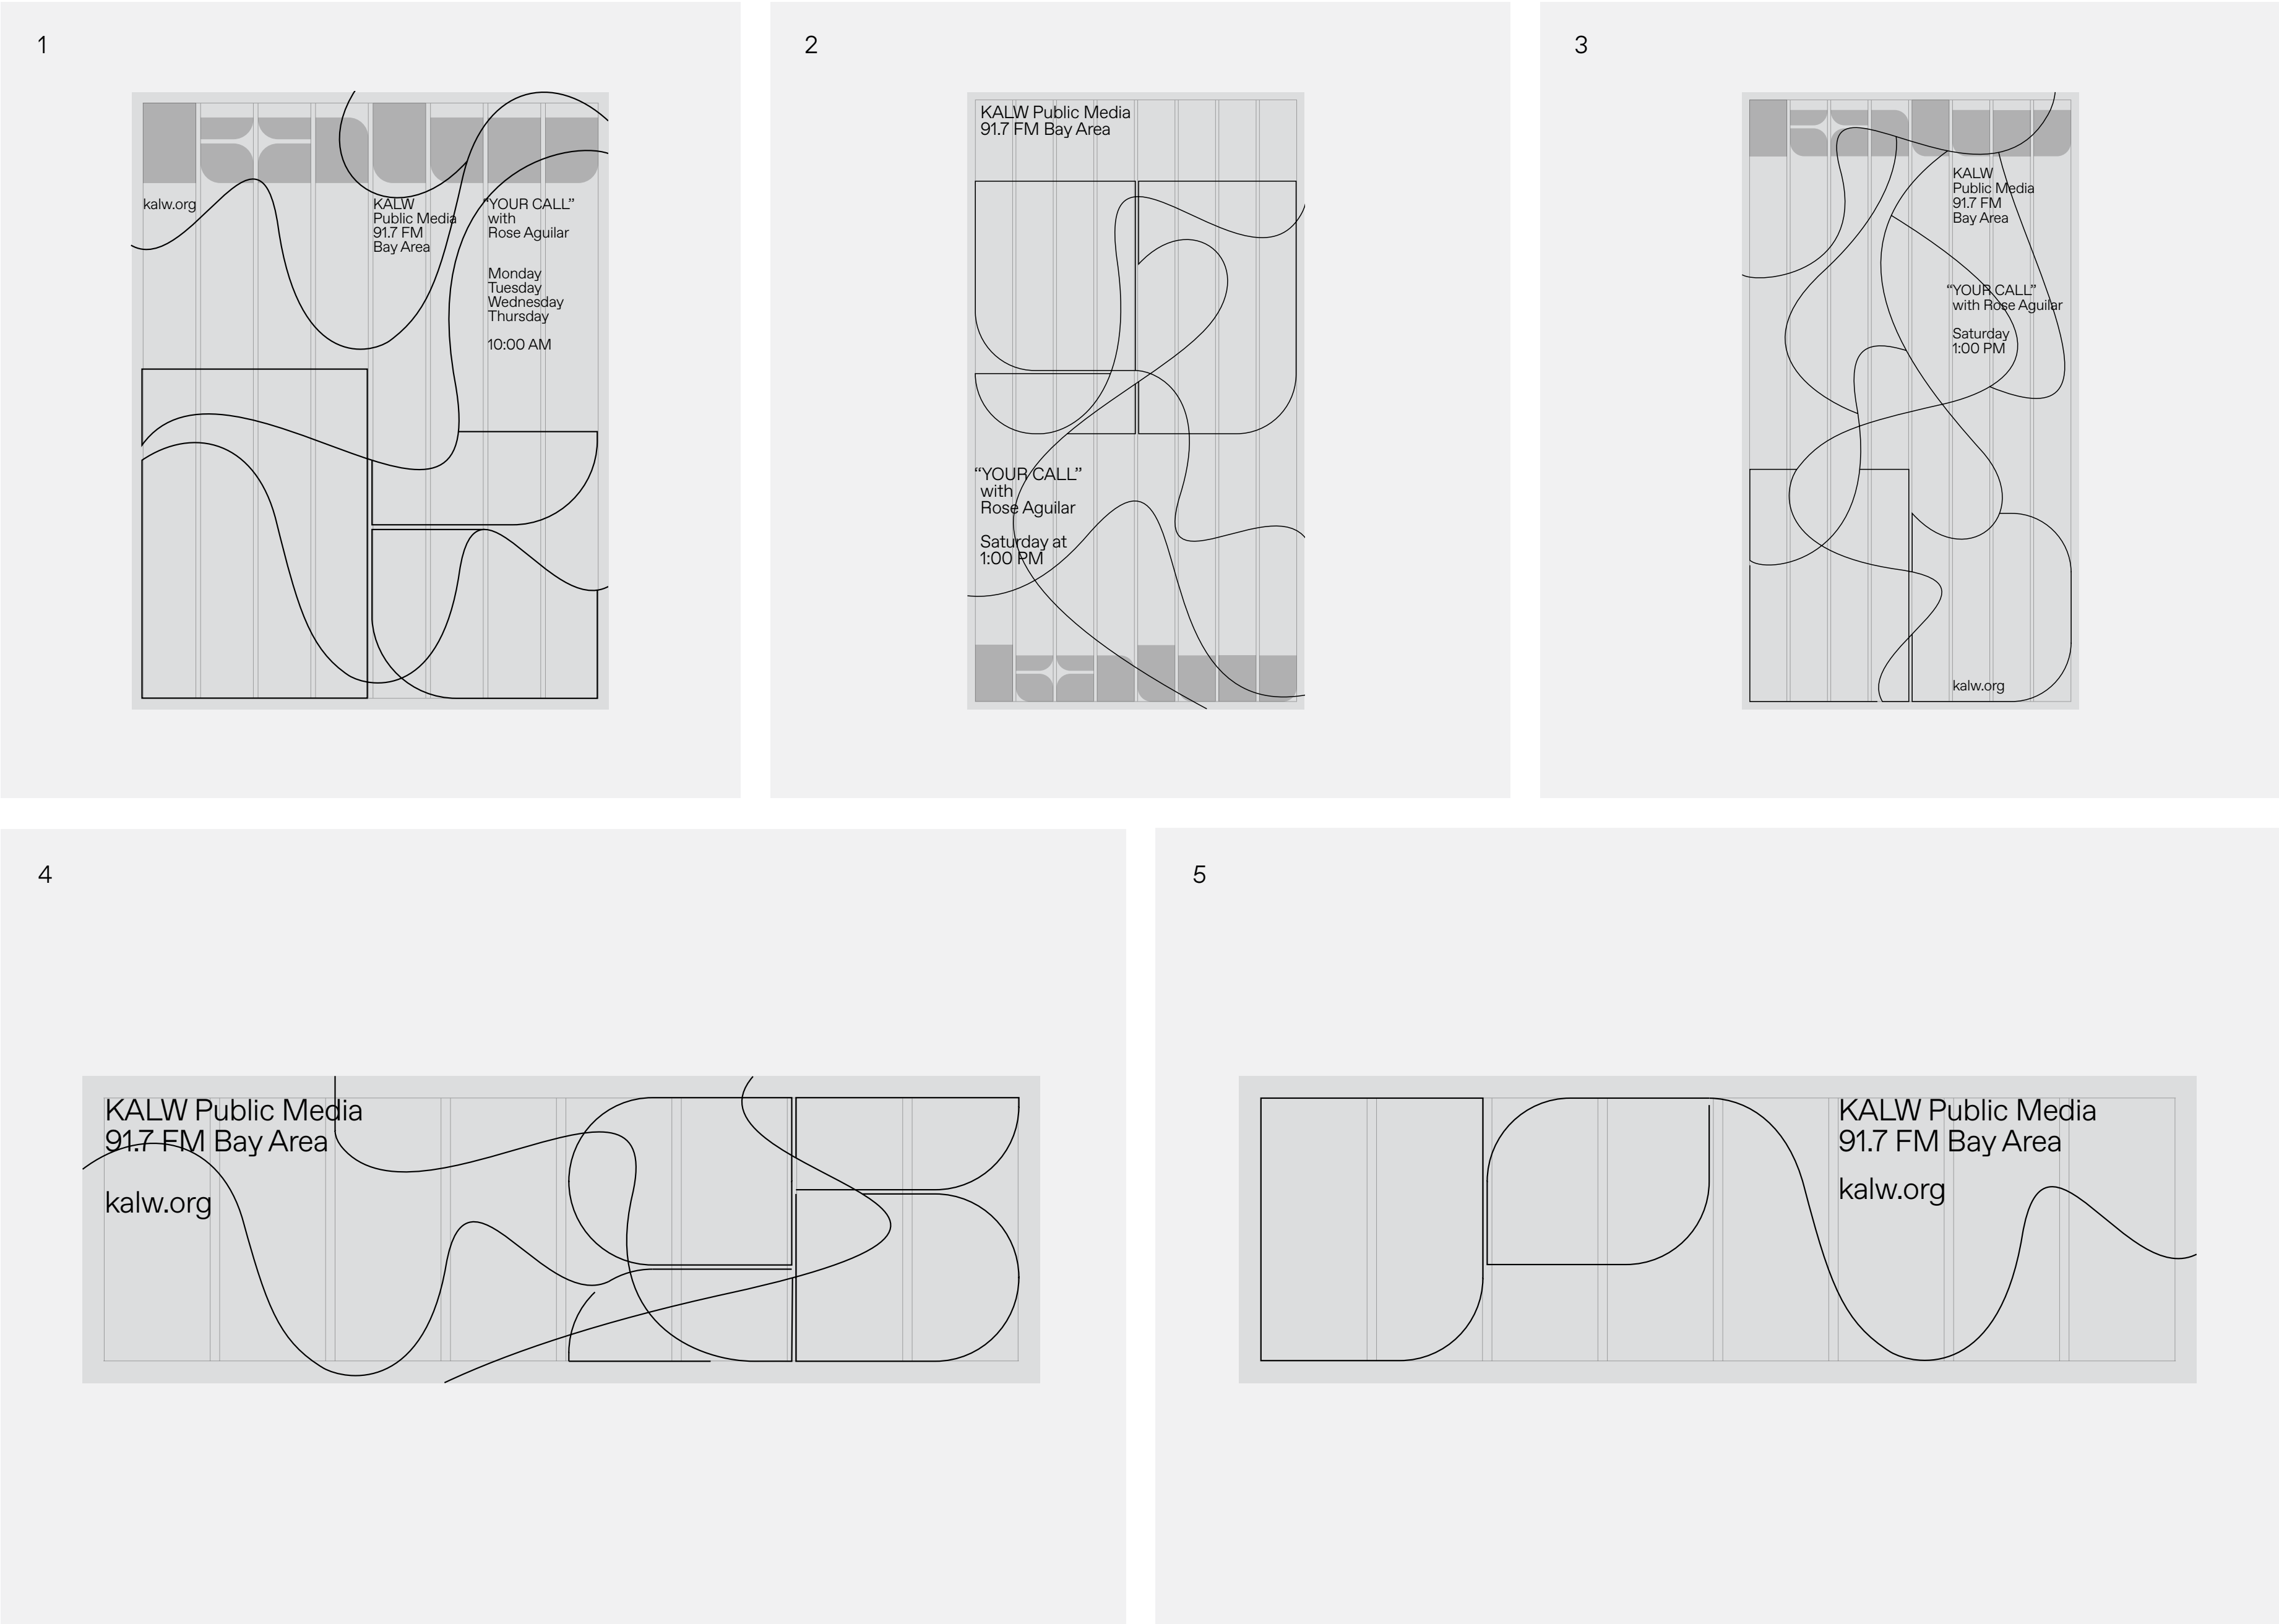 1
kalw.org
KALW
Public Media
91.7 FM
Bay Area
“YOUR CALL”
with
Rose Aguilar
Monday
Tuesday
Wednesday
Thursday
10:00 AM
2
KALW Public Media
91.7 FM Bay Area
“YOUR CALL”
with
Rose Aguilar
Saturday at
1:00 PM
3
KALW
Public Media
91.7 FM
Bay Area
“YOUR CALL”
with Rose Aguilar
Saturday
1:00 PM
kalw.org
4
KALW Public Media
91.7 FM Bay Area
kalw.org
5
KALW Public Media
91.7 FM Bay Area
kalw.org